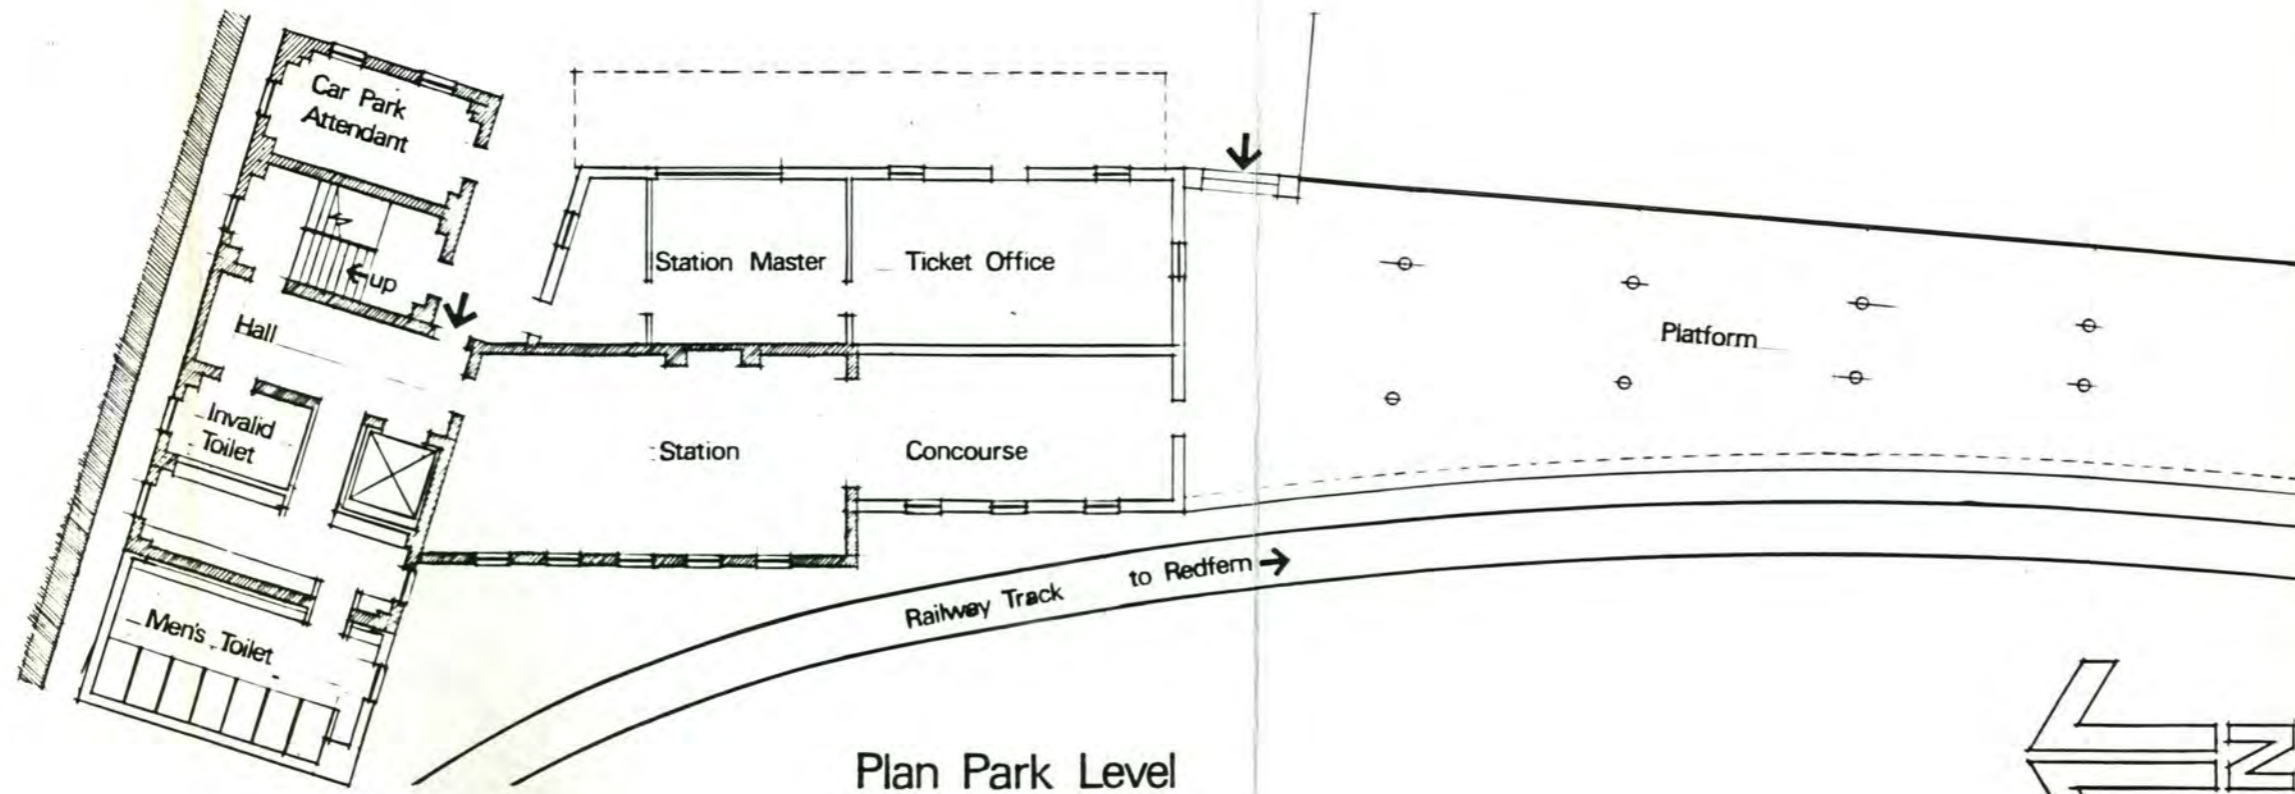 Car Park
Attendant
up
Station Master
Ticket Office
Hall
Platform
Invalid
Toilet
Station
Concourse
Railway Track
to Redfern
Men's Toilet
Plan Park Level
N